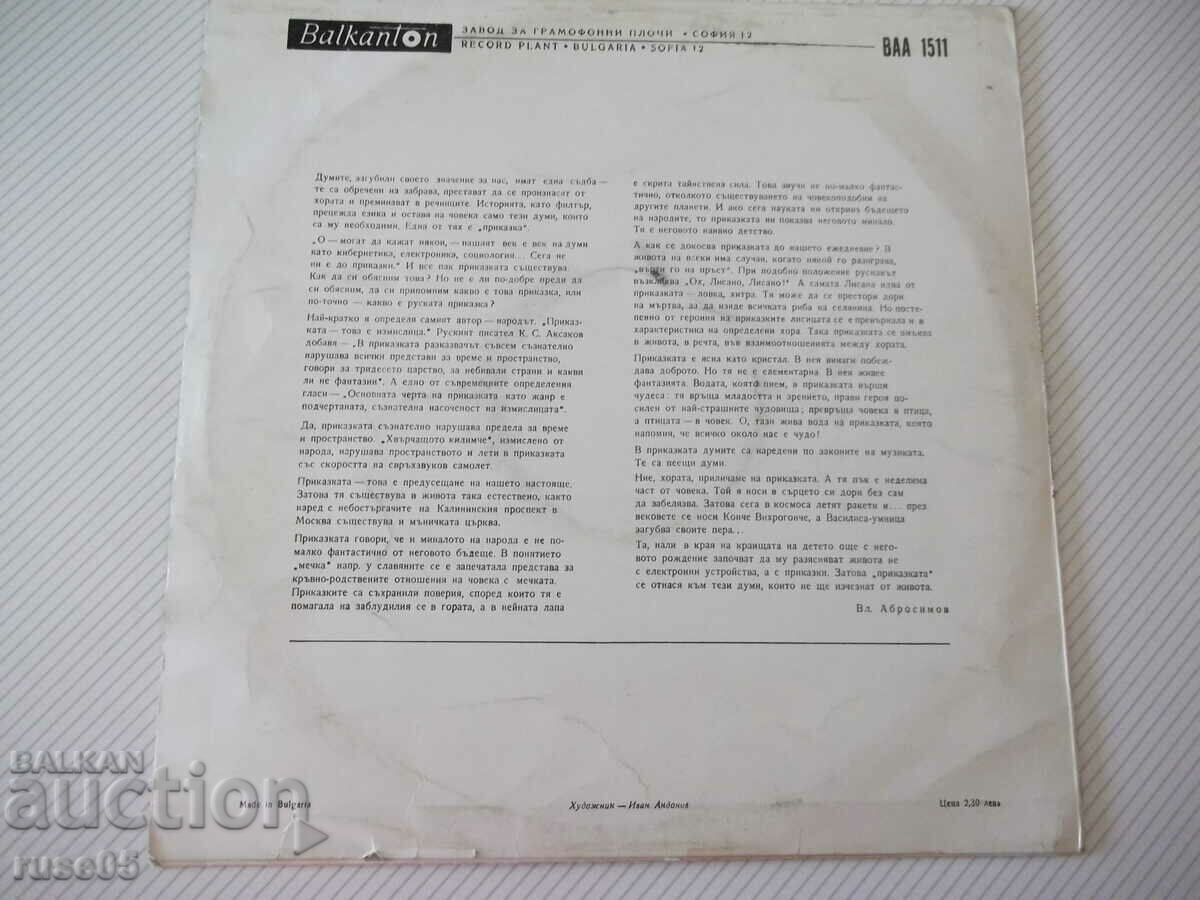 Balkanton
ЗАВОД ЗА ГРАМОФОННИ ПЛОЧИ • СОФИЯ 12
RECORD PLANT • BULGARIA • SOFIA 12
ВАА 1511
Думите, загубили своето значение за нас, имат една съдба —
те са обречени на забрава, престават да се произнасят от
хората и преминават в речниците. Историята, като филтър,
прецежда езика и остава на човека само тези думи, които
са му необходими. Една от тях е „приказка“.
„О — могат да кажат някои, — нашият век е век на думи
като кибернетика, електроника, социология... Сега не
ни е до приказки.“ И все пак приказката съществува.
Как да си обясним това? Но не е ли по-добре преди да
си обясним, да си припомним какво е това приказка, или
по-точно — какво е руската приказка?
Най-кратко я определя самият автор — народът. „Приказ-
ката — това е измислица.“ Руският писател К. С. Аксаков
добавя — „В приказката разказвачът съвсем съзнателно
нарушава всички представи за време и пространство,
говори за тридесето царство, за небивали страни и какви
ли не фантазии“. А едно от съвременните определения
гласи — „Основната черта на приказката като жанр е
подчертаната, съзнателна насоченост на измислицата“.
Да, приказката съзнателно нарушава предела за време
и пространство. „Хвърчащото килимче“, измислено от
народа, нарушава пространството и лети в приказката
със скоростта на свръхзвуков самолет.
Приказката — това е предусещане на нашето настояще.
Затова тя съществува в живота така естествено, както
наред с небостъргачите на Калининския проспект в
Москва съществува и мъничката църква.
Приказката говори, че и миналото на народа е не по-
малко фантастично от неговото бъдеще. В понятието
„мечка“ напр. у славяните се е запечатала представа за
кръвно-родствените отношения на човека с мечката.
Приказките са съхранили поверия, според които тя е
помагала на заблудилия се в гората, а в нейната лапа
е скрита тайнствена сила. Това звучи не по-малко фантас-
тично, отколкото съществуването на човекоподобни на
другите планети. И ако сега науката ни открива бъдещето
на народите, то приказката ни показва неговото минало.
Тя е неговото наивно детство.
А как се докосва приказката до нашето ежедневие? В
живота на всеки има случаи, когато някой го разиграва,
„върти го на пръст“. При подобно положение руснакът
възкликва „Ох, Лисано, Лисано!“ А самата Лисана идва от
приказката — ловка, хитра. Тя може да се престори дори
на мъртва, за да изяде всичката риба на селянина. Но посте-
пенно от героиня на приказките лисицата се е превърнала и в
характеристика на определени хора. Така приказката се вмъква
в живота, в речта, във взаимоотношенията между хората.
Приказката е ясна като кристал. В нея винаги побеж-
дава доброто. Но тя не е елементарна. В нея живее
фантазията. Водата, която пием, в приказката върши
чудеса: тя връща младостта и зрението, прави героя по-
силен от най-страшните чудовища; превръща човека в птица,
а птицата — в човек. О, тази жива вода на приказката, която
напомня, че всичко около нас е чудо!
В приказката думите са наредени по законите на музиката.
Те са пеещи думи.
Ние, хората, приличаме на приказката. А тя пък е неделима
част от човека. Той я носи в сърцето си дори без сам
да забелязва. Затова сега в космоса летят ракети и... през
вековете се носи Конче Вихрогонче, а Василиса-умница
загубва своите пера...
Та, нали в края на краищата на детето още с него-
вото рождение започват да му разясняват живота не
с електронни устройства, а с приказки. Затова „приказката“
се отнася към тези думи, които не ще изчезнат от живота.
Вл. Абросимов
Made in Bulgaria
Художник — Иван Андонов
Цена 2,30 лева
BALKAN
auction
ruse05